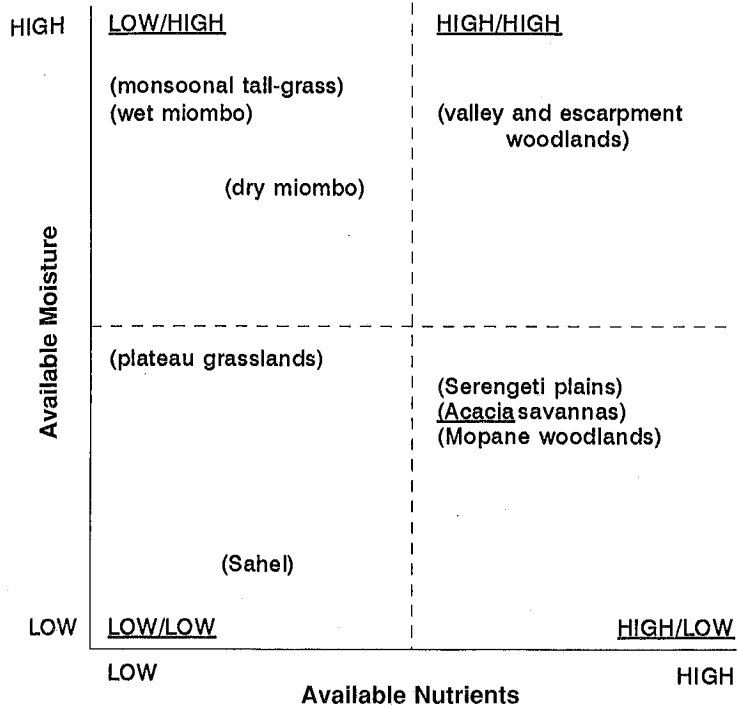 HIGH
LOW/HIGH
HIGH/HIGH
(monsoonal tall-grass)
(wet miombo)
(valley and escarpment
woodlands)
(dry miombo)
Available Moisture
(plateau grasslands)
(Serengeti plains)
(Acacia savannas)
(Mopane woodlands)
(Sahel)
LOW
LOW/LOW
HIGH/LOW
LOW
HIGH
Available Nutrients